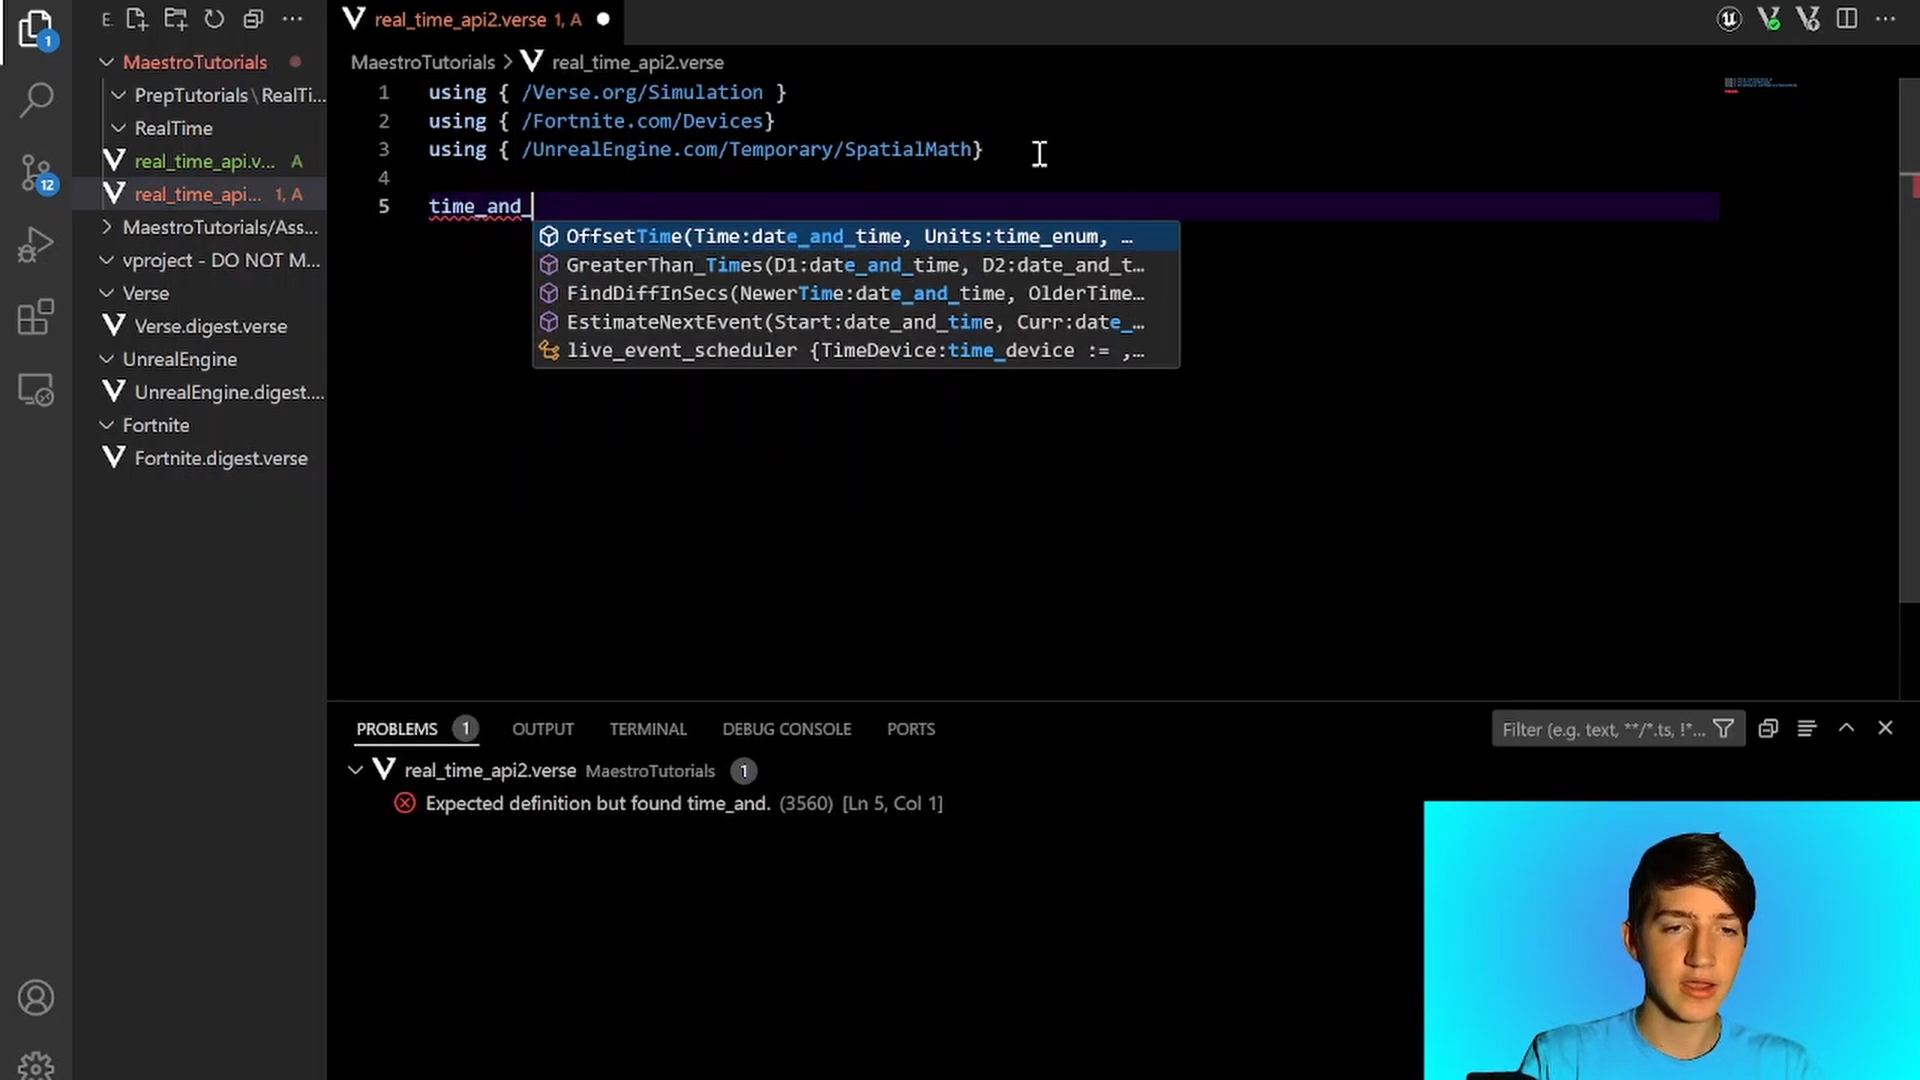 1
E.
real_time_api2.verse 1, A
MaestroTutorials
MaestroTutorials > real_time_api2.verse
PrepTutorials\RealTi...
RealTime
real_time_api.v... A
12
real_time_api... 1, A
MaestroTutorials/Ass...
vproject - DO NOT M...
Verse
Verse.digest.verse
UnrealEngine
UnrealEngine.digest....
Fortnite
Fortnite.digest.verse
1 using { /Verse.org/Simulation }
2 using { /Fortnite.com/Devices}
3 using { /UnrealEngine.com/Temporary/SpatialMath}
4
5 time_and_
OffsetTime(Time:date_and_time, Units:time_enum, …
GreaterThan_Times(D1:date_and_time, D2:date_and_t…
FindDiffInSecs(NewerTime:date_and_time, OlderTime…
EstimateNextEvent(Start:date_and_time, Curr:date_…
live_event_scheduler {TimeDevice:time_device := ,…
PROBLEMS 1 OUTPUT TERMINAL DEBUG CONSOLE PORTS
Filter (e.g. text, **/*.ts, !*...
real_time_api2.verse MaestroTutorials 1
Expected definition but found time_and. (3560) [Ln 5, Col 1]